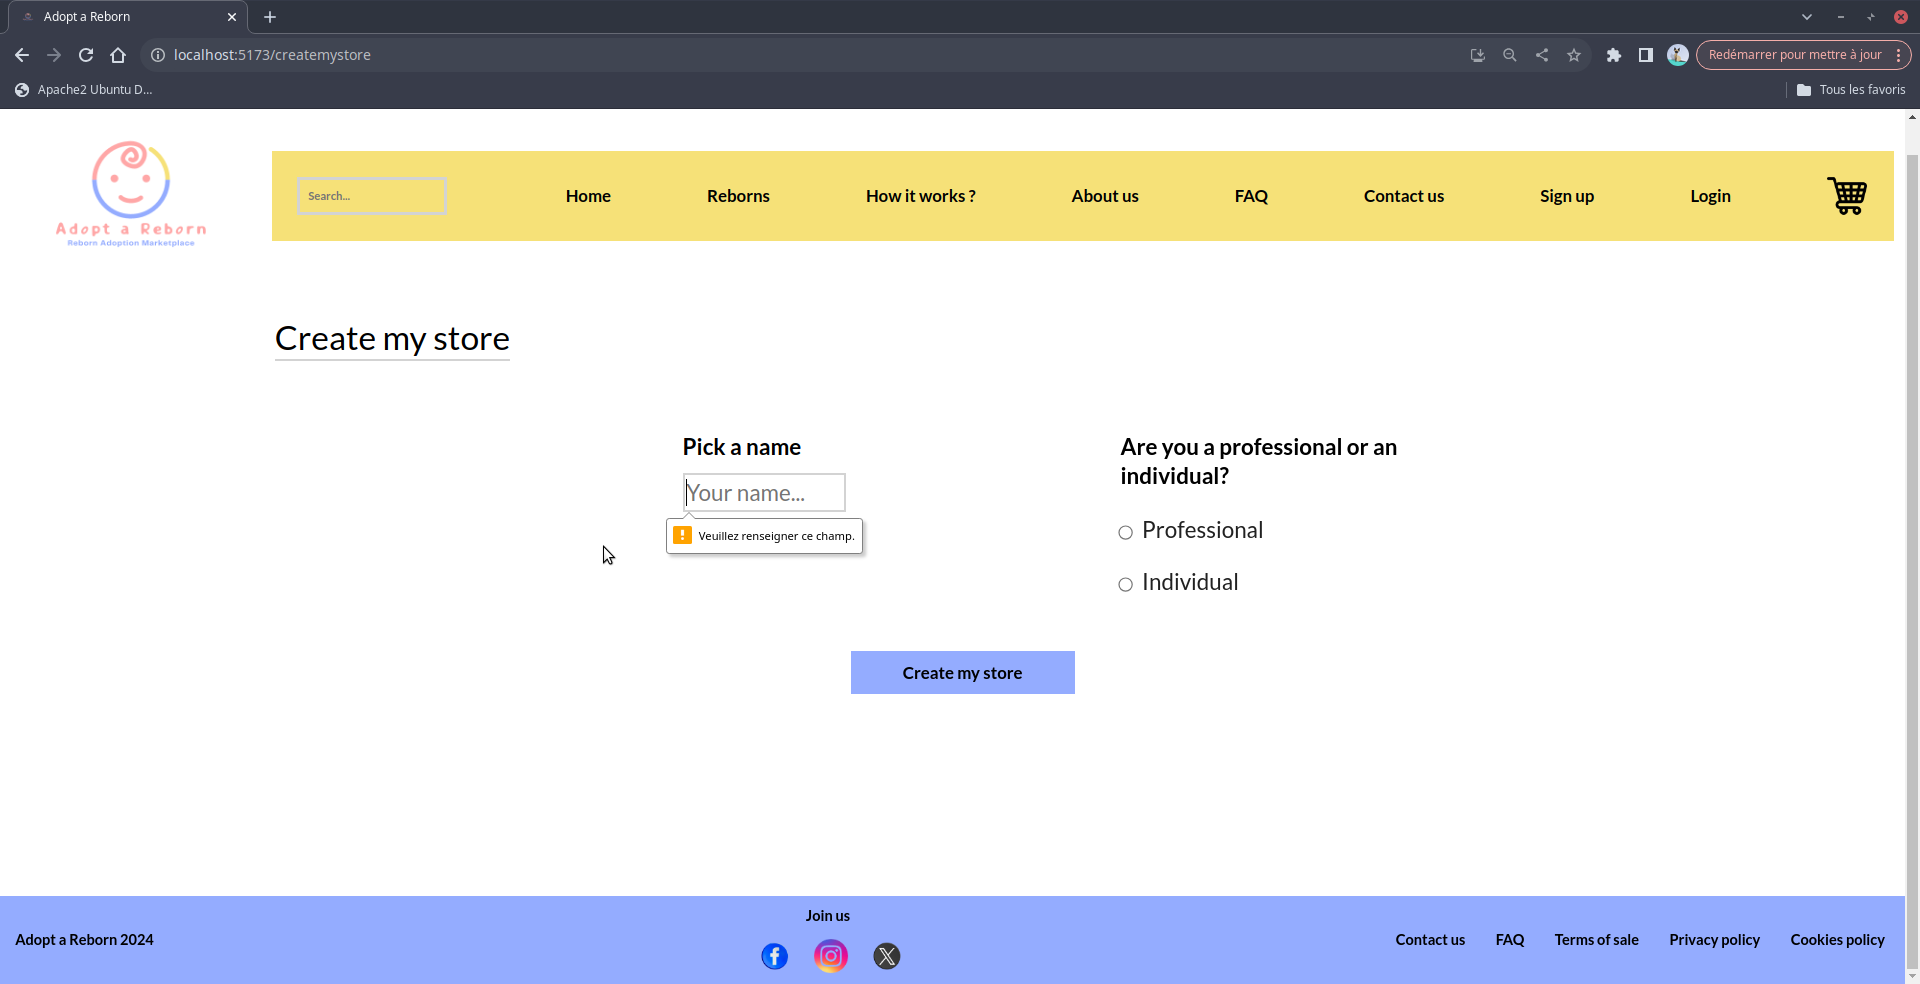 Adopt a Reborn
localhost:5173/createmystore
Redémarrer pour mettre à jour
Apache2 Ubuntu D...
Tous les favoris
Adopt a Reborn
Reborn Adoption Marketplace
Search...
Home
Reborns
How it works ?
About us
FAQ
Contact us
Sign up
Login
Create my store
Pick a name
Your name...
Veuillez renseigner ce champ.
Are you a professional or an
individual?
Professional
Individual
Create my store
Adopt a Reborn 2024
Join us
Contact us
FAQ
Terms of sale
Privacy policy
Cookies policy